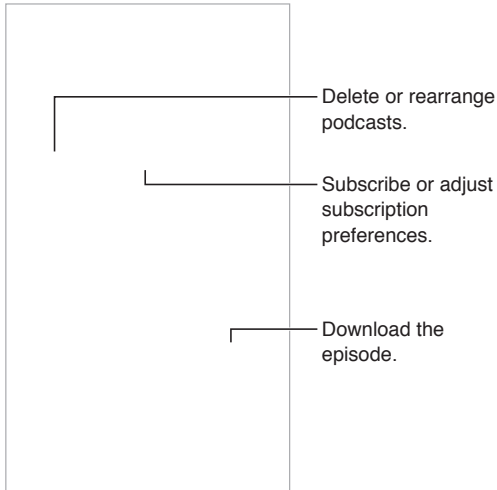 Delete or rearrange
podcasts.
Subscribe or adjust
subscription
preferences.
Download the
episode.